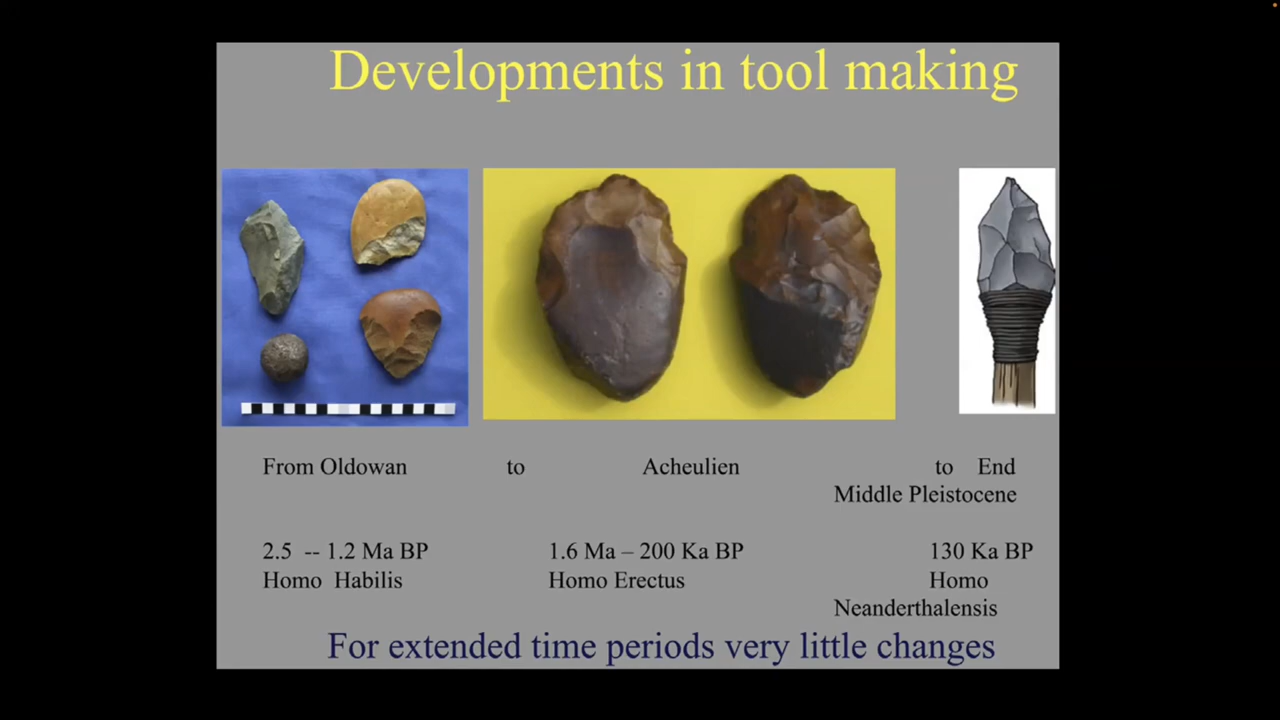 Developments in tool making
From Oldowan to Acheulien to End
Middle Pleistocene
2.5 -- 1.2 Ma BP 1.6 Ma – 200 Ka BP 130 Ka BP
Homo Habilis Homo Erectus Homo
Neanderthalensis
For extended time periods very little changes